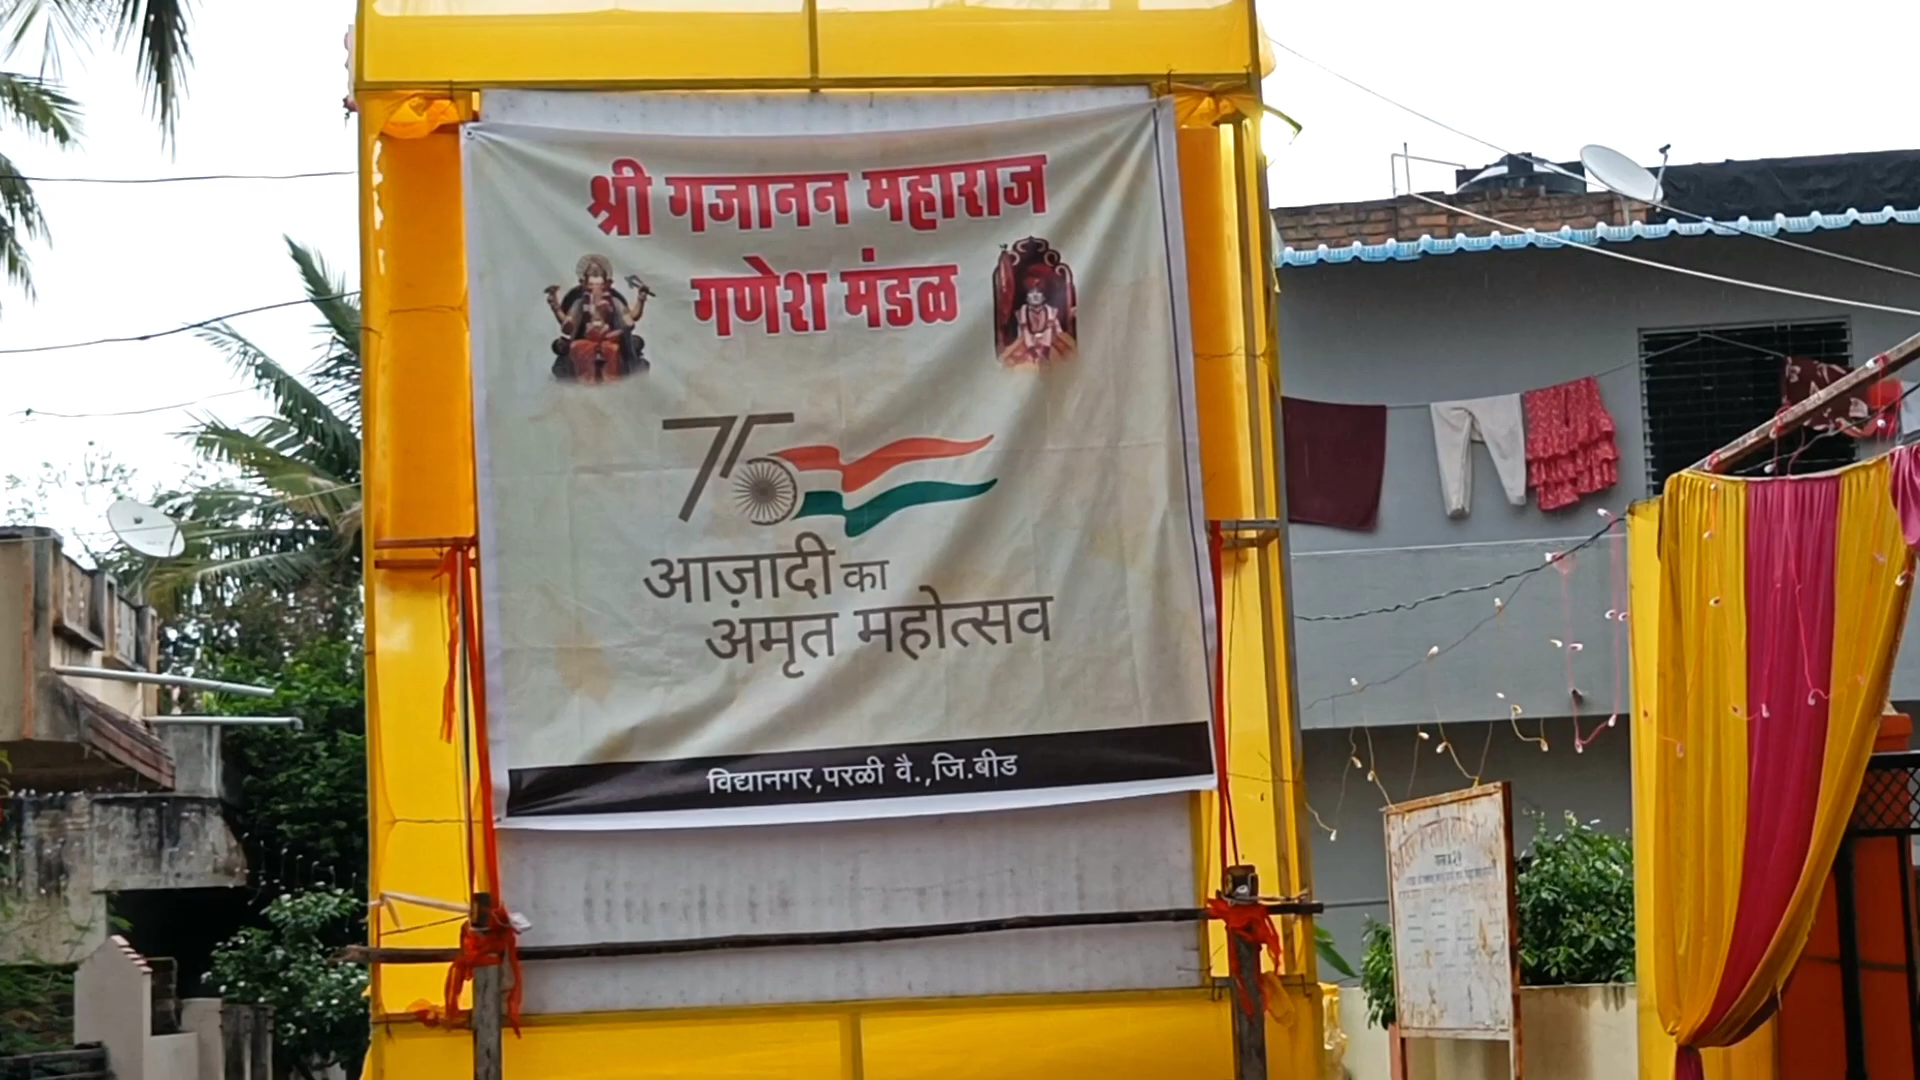 श्री गजानन महाराज
गणेश मंडळ
75
आज़ादी का
अमृत महोत्सव
विद्यानगर,परळी वै.,जि.बीड